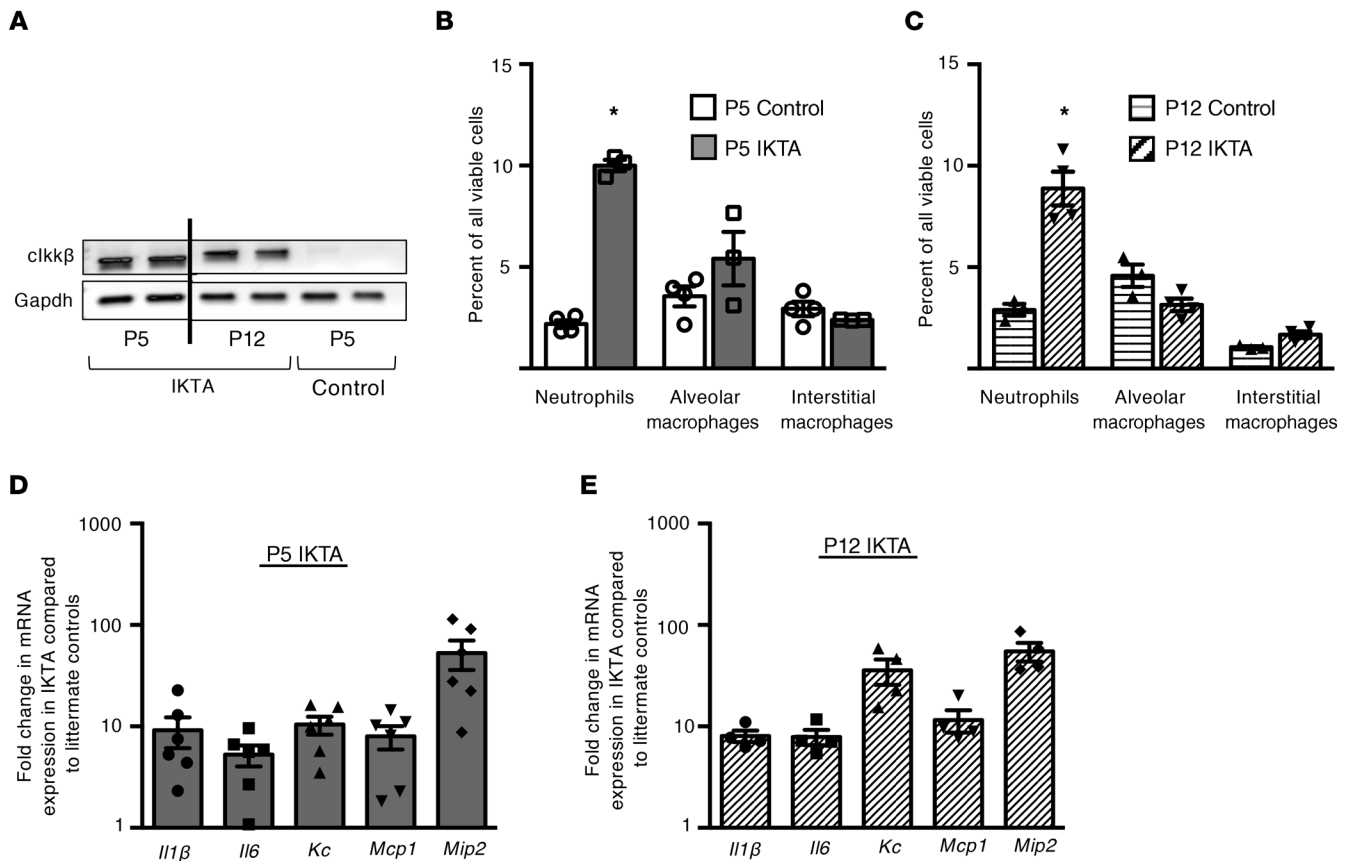 A
cIkkβ
Gapdh
P5
P12
P5
IKTA
Control
B
Percent of all viable cells
15
10
5
*
P5 Control
P5 IKTA
Neutrophils
Alveolar
macrophages
Interstitial
macrophages
C
Percent of all viable cells
15
10
5
*
P12 Control
P12 IKTA
Neutrophils
Alveolar
macrophages
Interstitial
macrophages
D
Fold change in mRNA
expression in IKTA compared
to littermate controls
1000
100
10
1
P5 IKTA
Il1β
Il6
Kc
Mcp1
Mip2
E
Fold change in mRNA
expression in IKTA compared
to littermate controls
1000
100
10
1
P12 IKTA
Il1β
Il6
Kc
Mcp1
Mip2